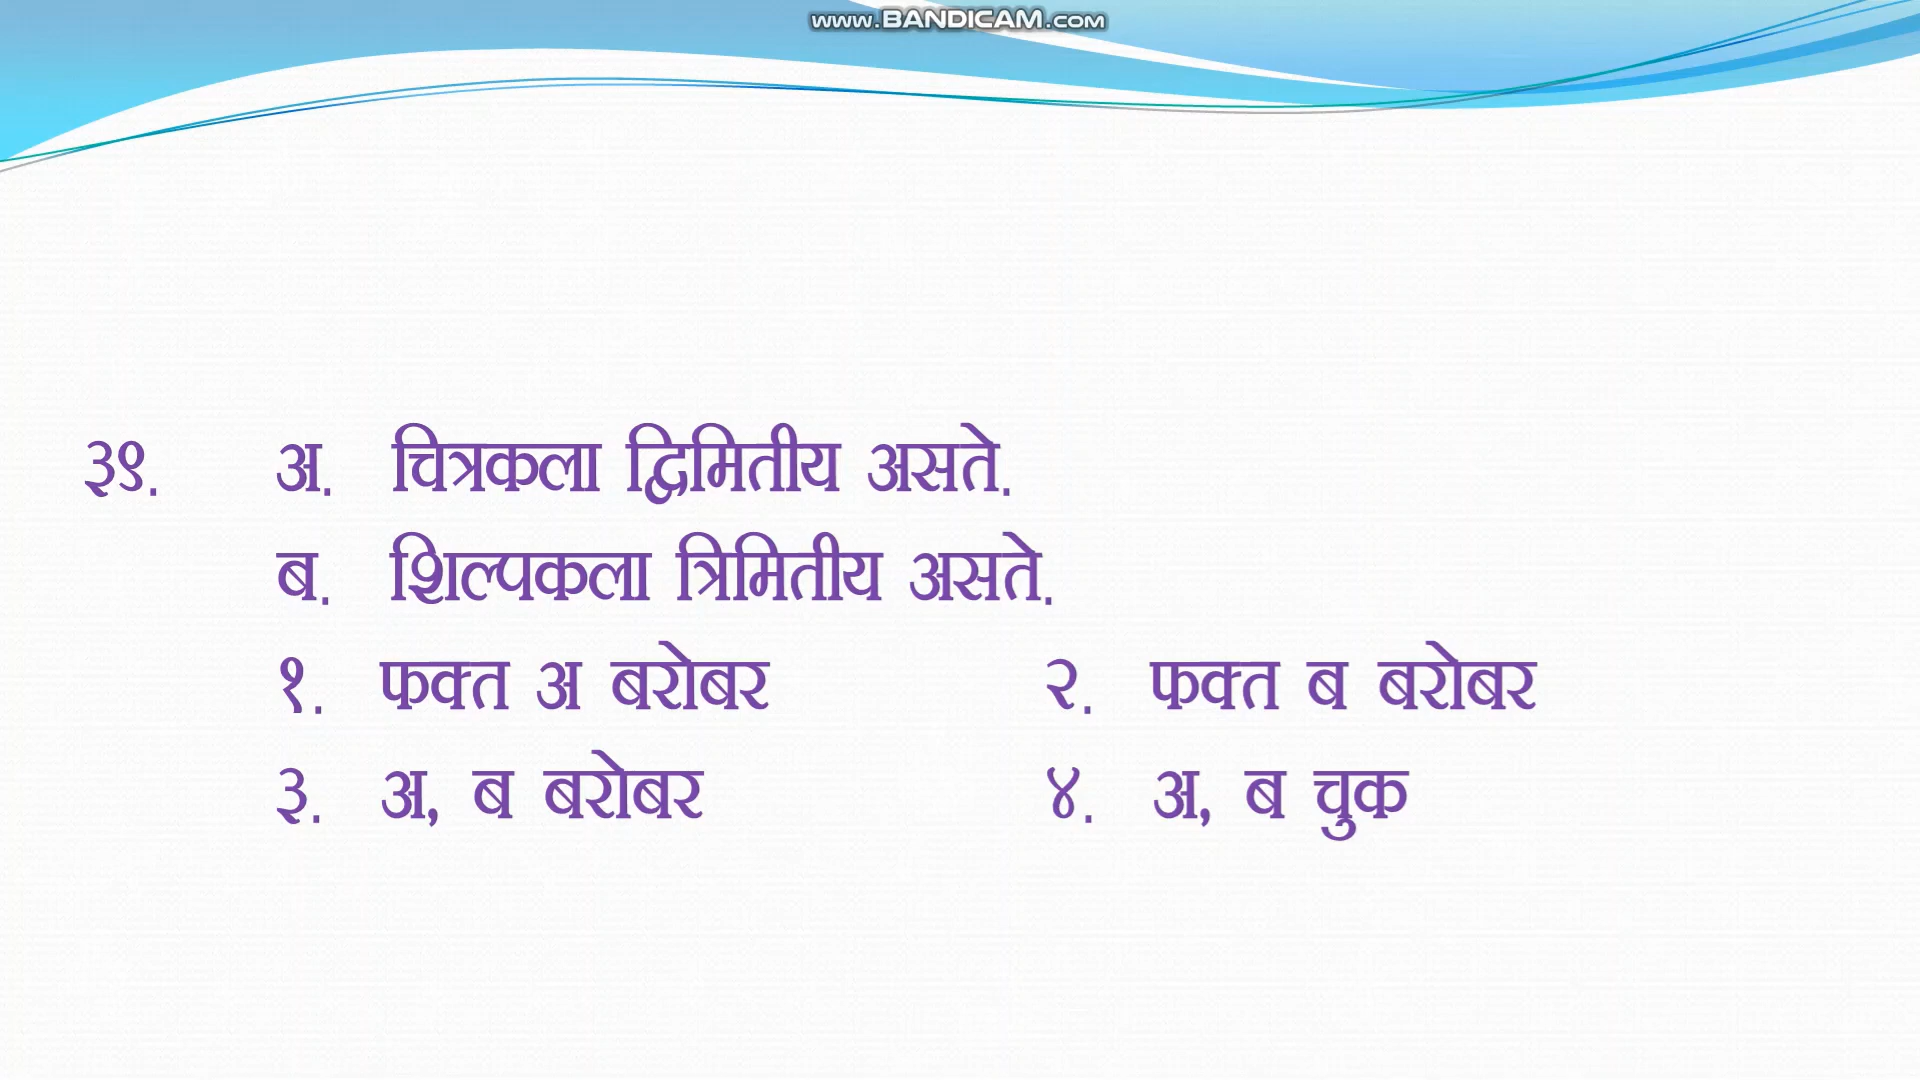 www.BANDICAM.com
३९. अ. चित्रकला द्विमितीय असते.
ब. शिल्पकला त्रिमितीय असते.
१. फक्त अ बरोबर २. फक्त ब बरोबर
३. अ, ब बरोबर ४. अ, ब चुक